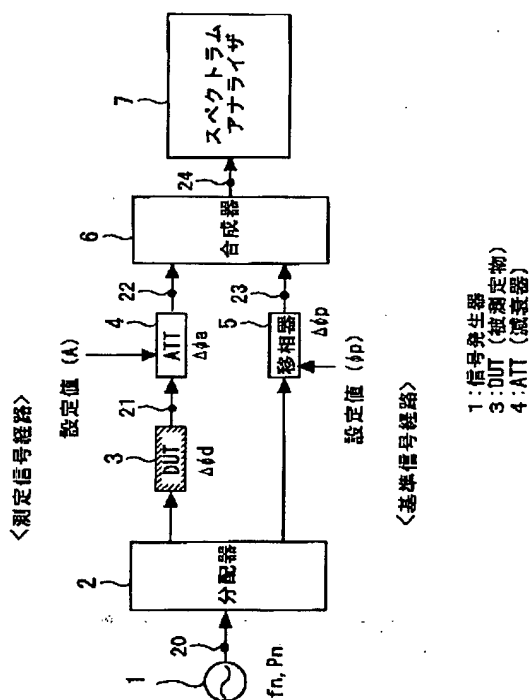 <測定信号経路>
設定値 (A)
1
fn, Pn
20
2
分配器
3
DUT
Δφd
21
4
ATT
Δφa
22
5
移相器
Δφp
23
設定値 (φp)
6
合成器
24
7
スペクトラム
アナライザ
<基準信号経路>
1:信号発生器
3:DUT (被測定物)
4:ATT (減衰器)